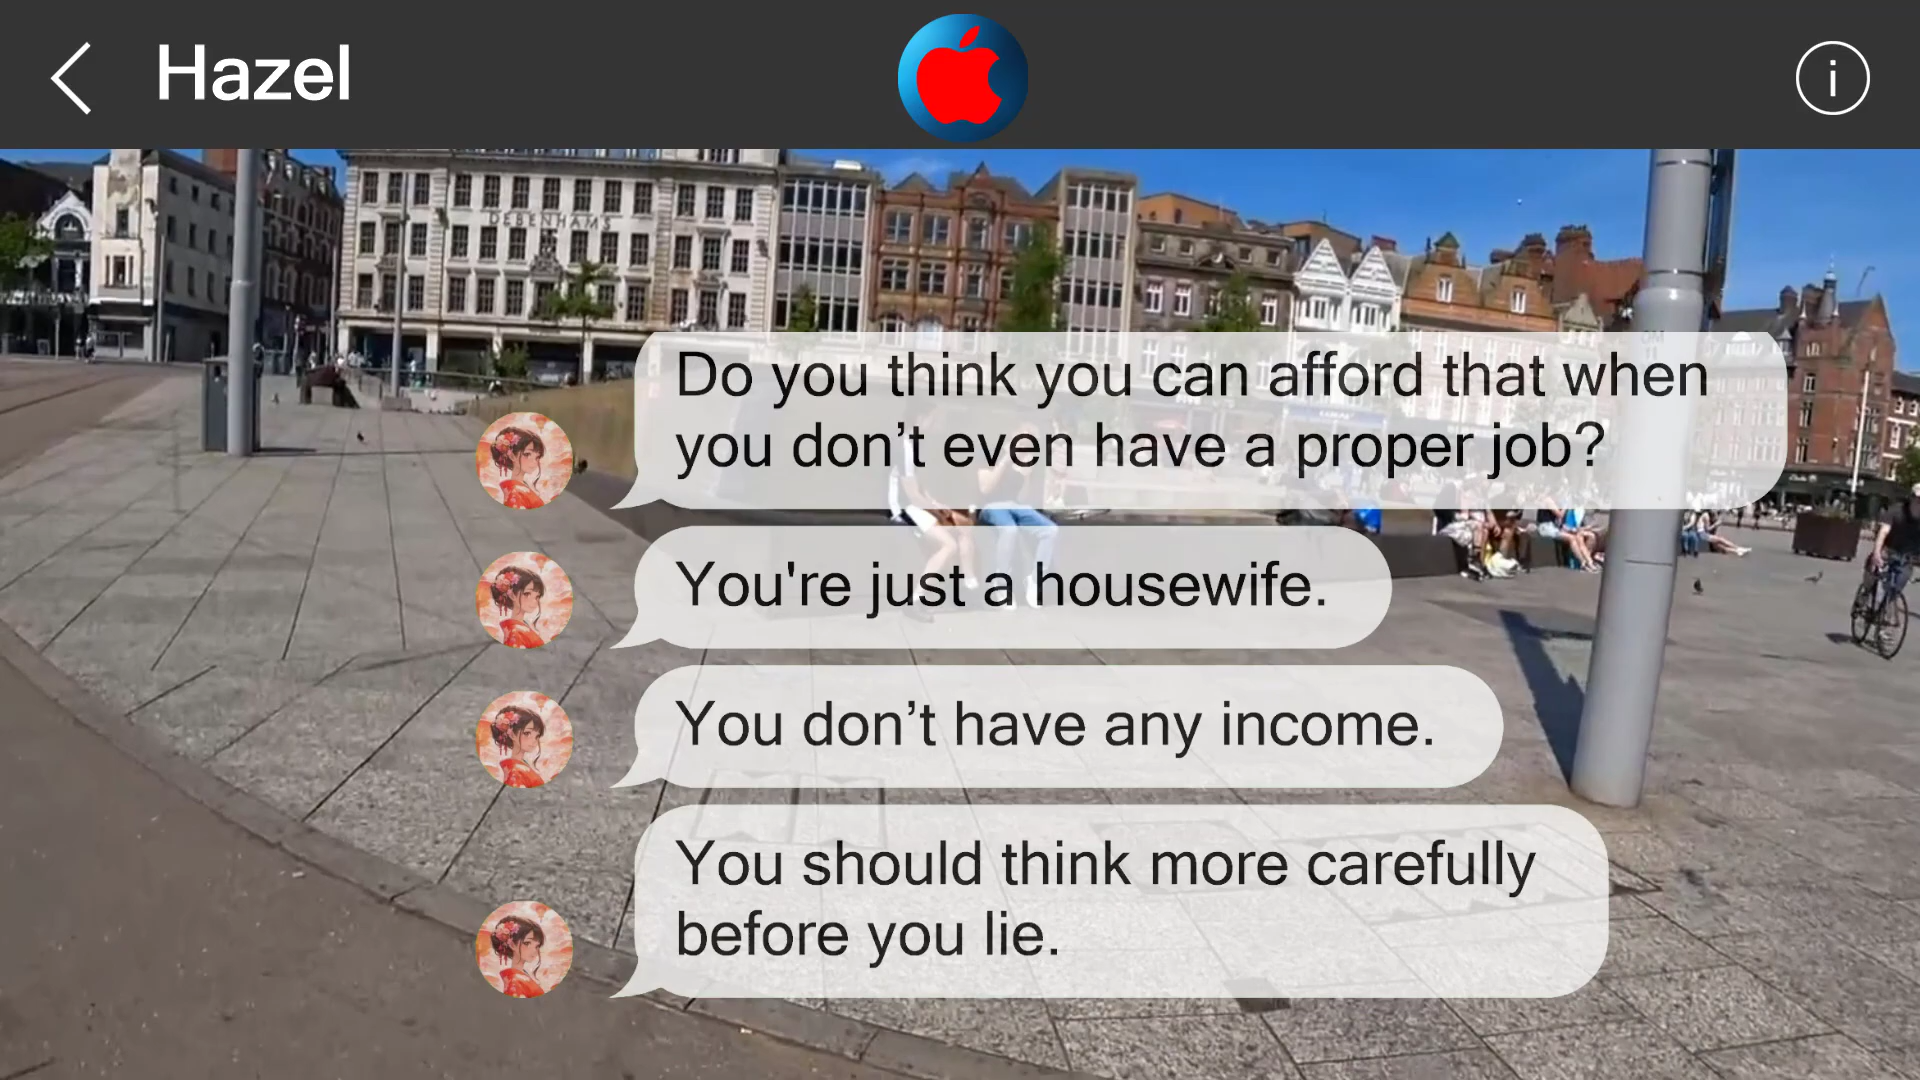 Hazel
i
DEBENHAMS
Do you think you can afford that when
you don’t even have a proper job?
You're just a housewife.
You don’t have any income.
You should think more carefully
before you lie.